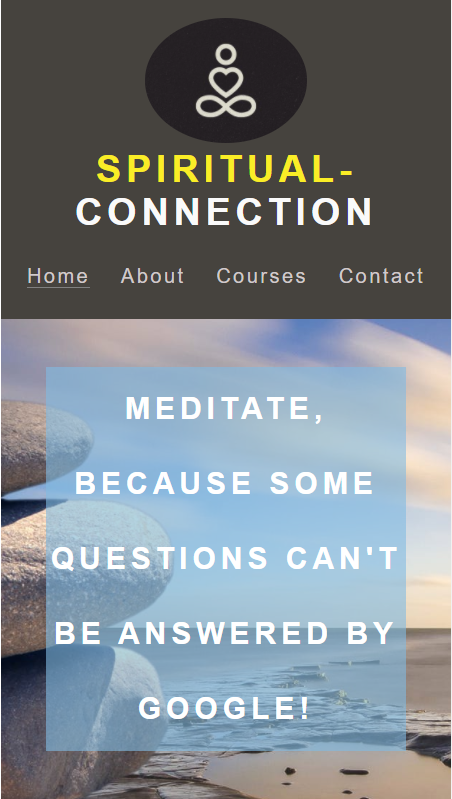 SPIRITUAL-
CONNECTION
Home About Courses Contact
MEDITATE,
BECAUSE SOME
QUESTIONS CAN'T
BE ANSWERED BY
GOOGLE!